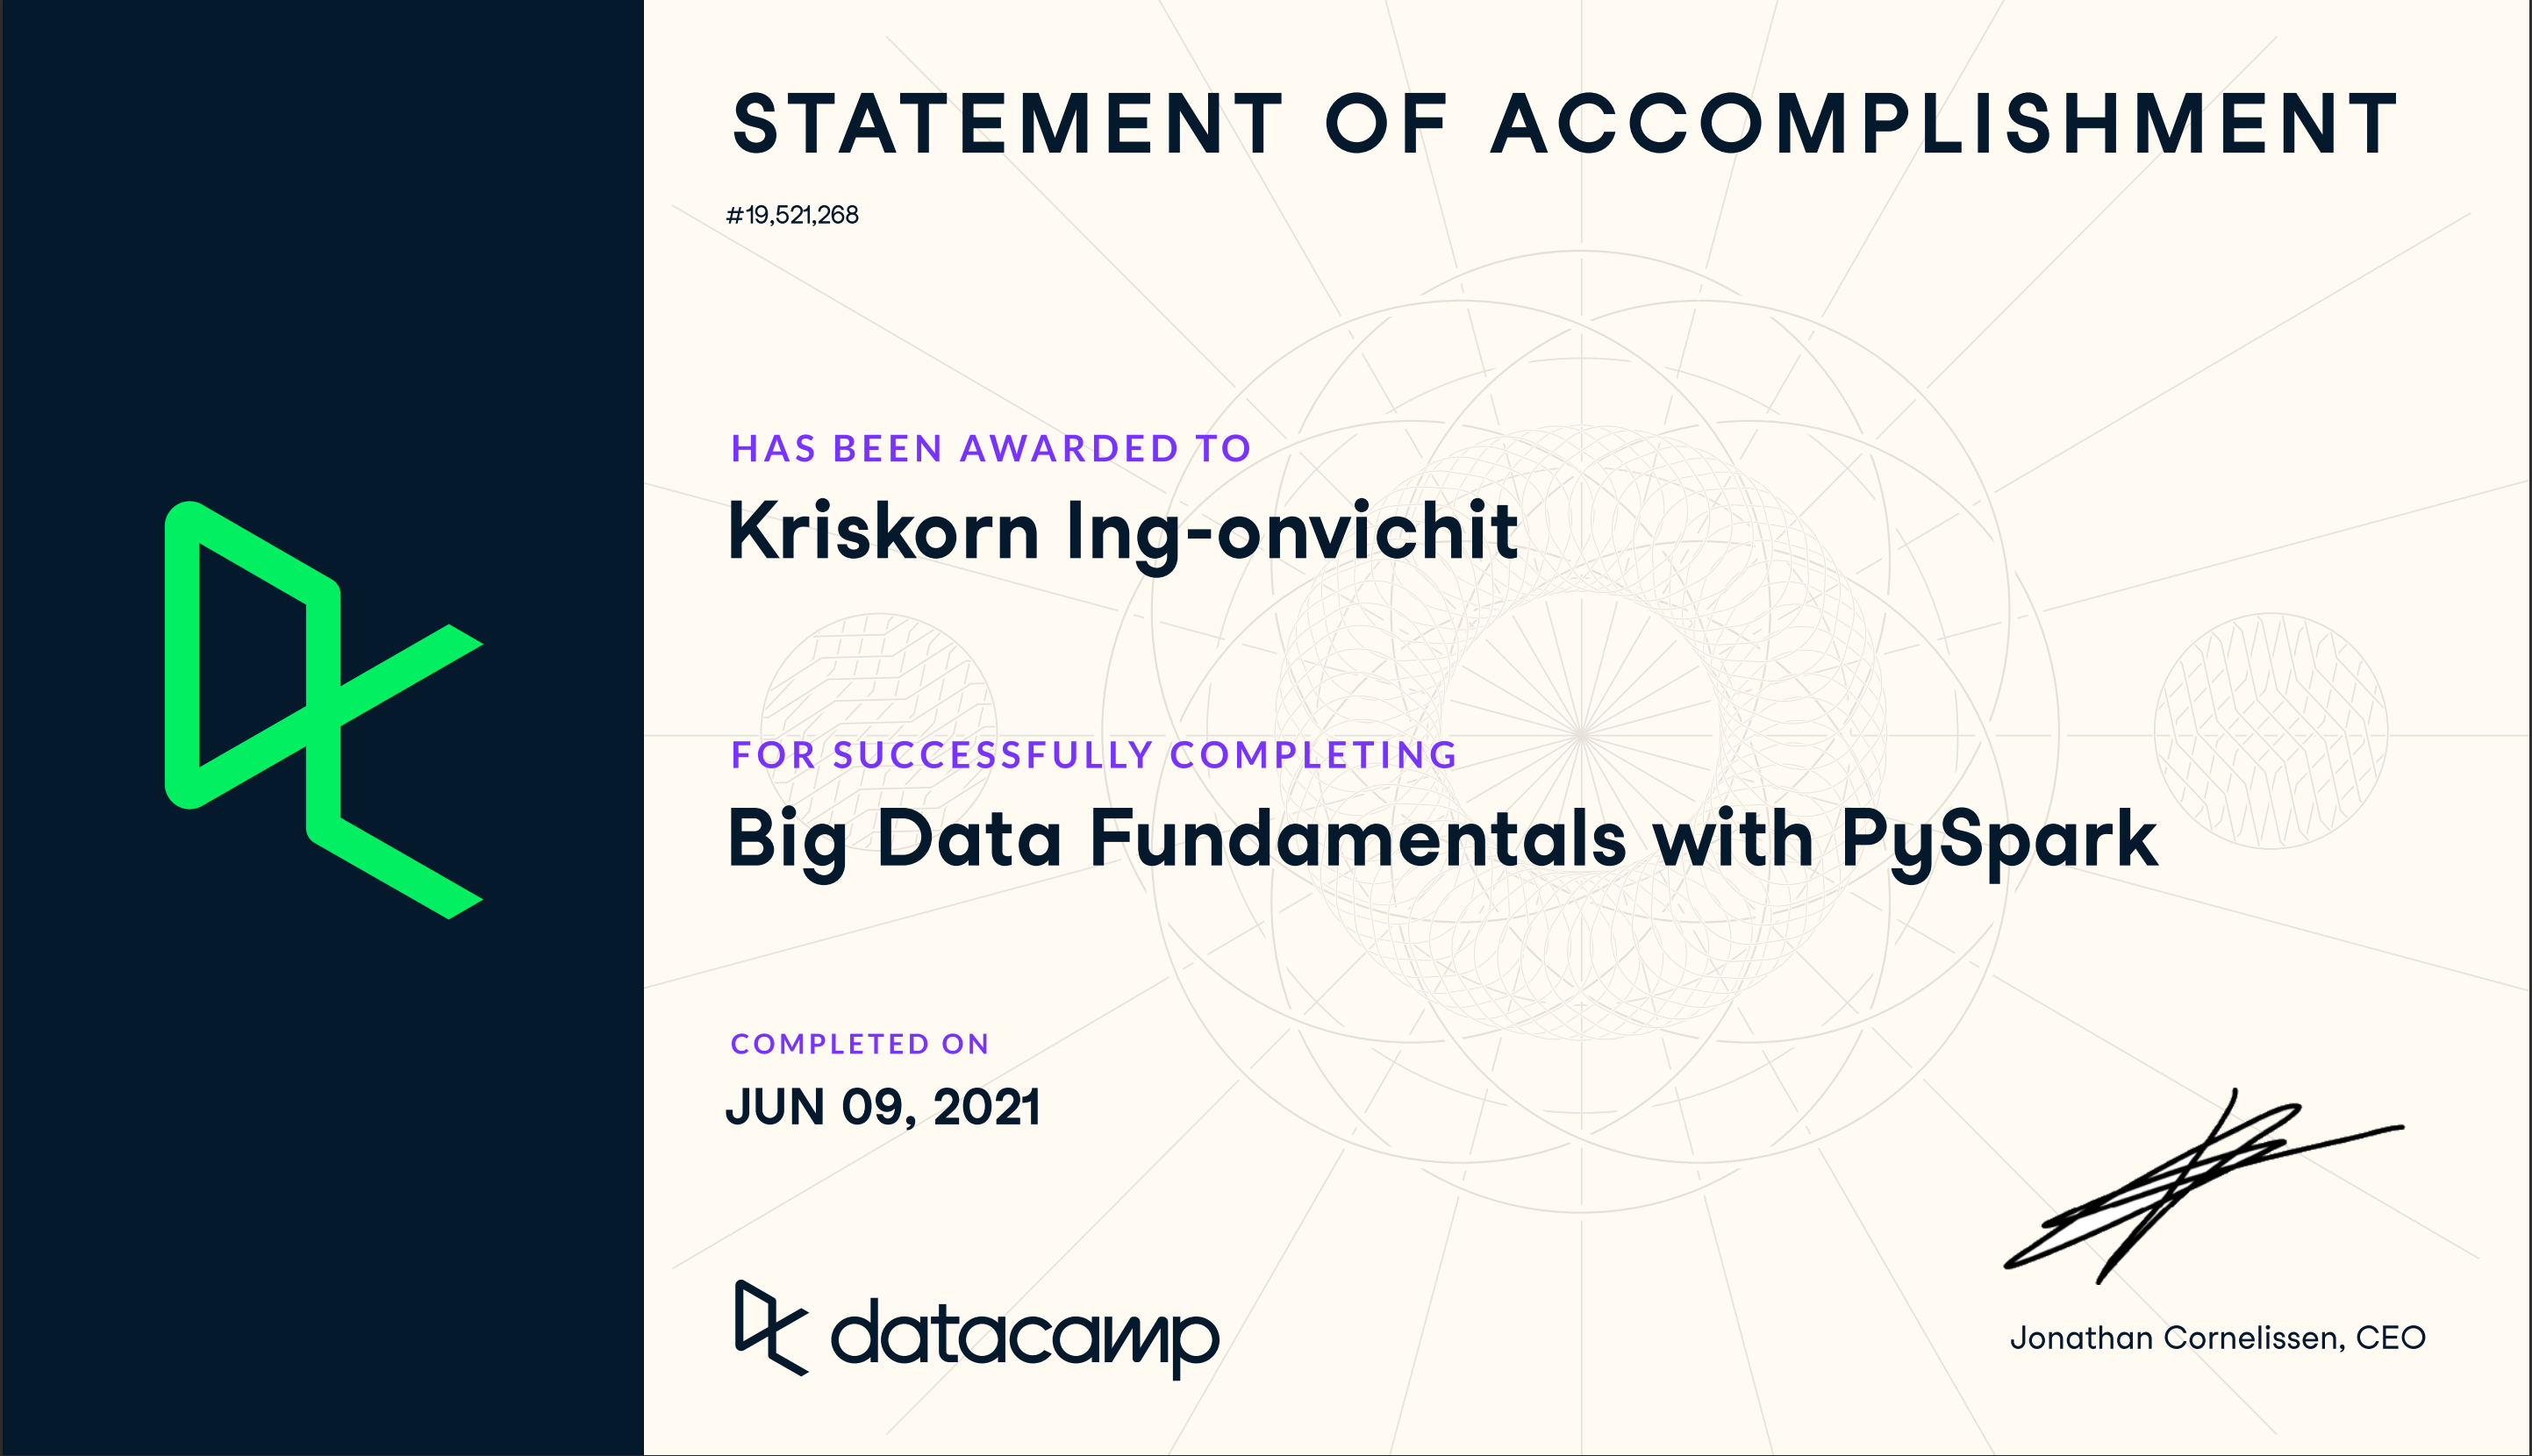 STATEMENT OF ACCOMPLISHMENT
#19,521,268
HAS BEEN AWARDED TO
Kriskorn Ing-onvichit
FOR SUCCESSFULLY COMPLETING
Big Data Fundamentals with PySpark
COMPLETED ON
JUN 09, 2021
datacamp
Jonathan Cornelissen, CEO